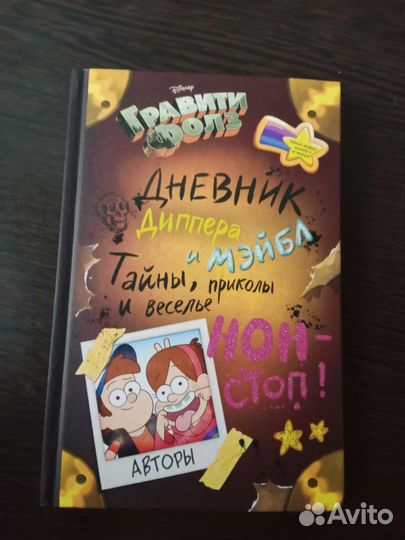 Disney
ГРАВИТИ
ФОЛЗ
ДНЕВНИК
ДИППЕРА
и МЭЙБЛ
Тайны, приколы
и веселье
НОН-
СТОП!
АВТОРЫ
Avito